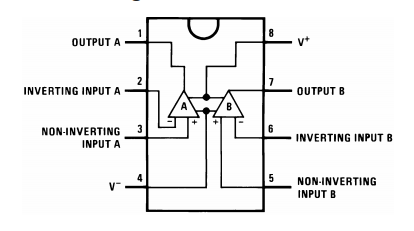 1
OUTPUT A
2
INVERTING INPUT A
3
NON-INVERTING
INPUT A
4
V−
8
V+
7
OUTPUT B
6
INVERTING INPUT B
5
NON-INVERTING
INPUT B
A
B
− +
+ −